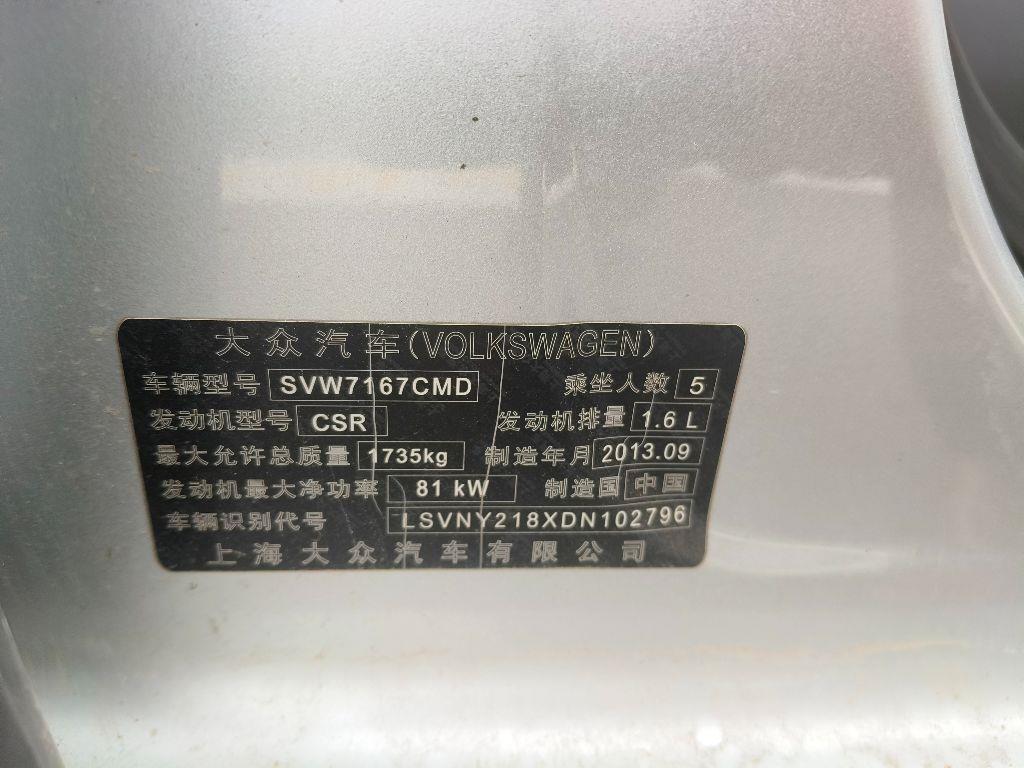 大众汽车(VOLKSWAGEN)
车辆型号 SVW7167CMD 乘坐人数 5
发动机型号 CSR 发动机排量 1.6 L
最大允许总质量 1735kg 制造年月 2013.09
发动机最大净功率 81 kW 制造国 中国
车辆识别代号 LSVNY218XDN102796
上海大众汽车有限公司